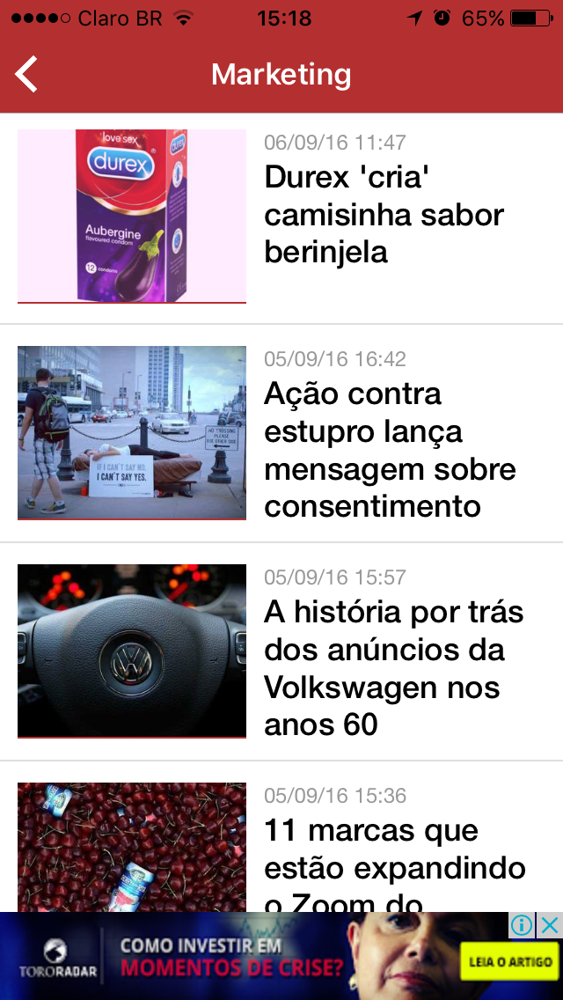 Claro BR
15:18
65%
Marketing
love sex
durex
Aubergine
flavoured condom
12 condoms
06/09/16 11:47
Durex 'cria'
camisinha sabor
berinjela
NO CROSSING
PLEASE
USE OTHER SIDE
IF I CAN'T SAY NO,
I CAN'T SAY YES.
05/09/16 16:42
Ação contra
estupro lança
mensagem sobre
consentimento
05/09/16 15:57
A história por trás
dos anúncios da
Volkswagen nos
anos 60
05/09/16 15:36
11 marcas que
estão expandindo
o Zoom do
TORORADAR
COMO INVESTIR EM
MOMENTOS DE CRISE?
LEIA O ARTIGO